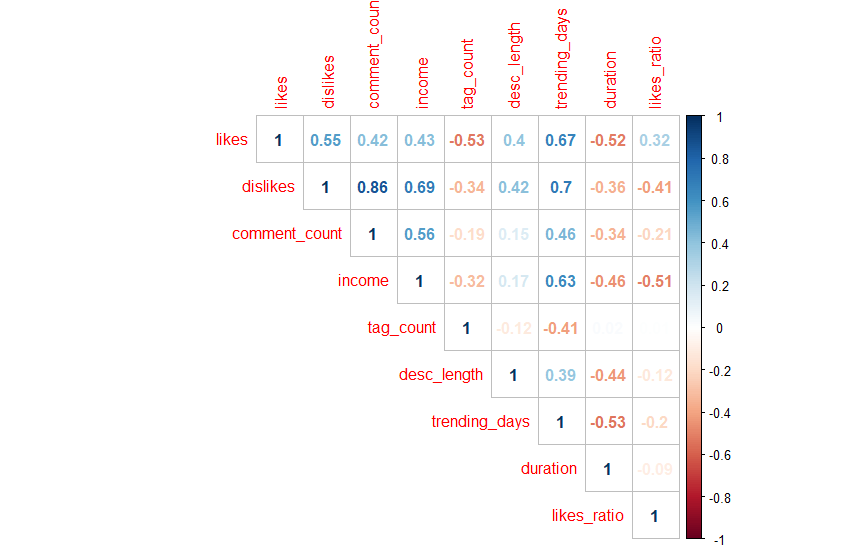 likes dislikes comment_coun income tag_count desc_length trending_days duration likes_ratio
likes 1 0.55 0.42 0.43 -0.53 0.4 0.67 -0.52 0.32
dislikes 1 0.86 0.69 -0.34 0.42 0.7 -0.36 -0.41
comment_count 1 0.56 -0.19 0.15 0.46 -0.34 -0.21
income 1 -0.32 0.17 0.63 -0.46 -0.51
tag_count 1 -0.12 -0.41 0.02
desc_length 1 0.39 -0.44 -0.12
trending_days 1 -0.53 -0.2
duration 1 -0.09
likes_ratio 1
1
0.8
0.6
0.4
0.2
0
-0.2
-0.4
-0.6
-0.8
-1